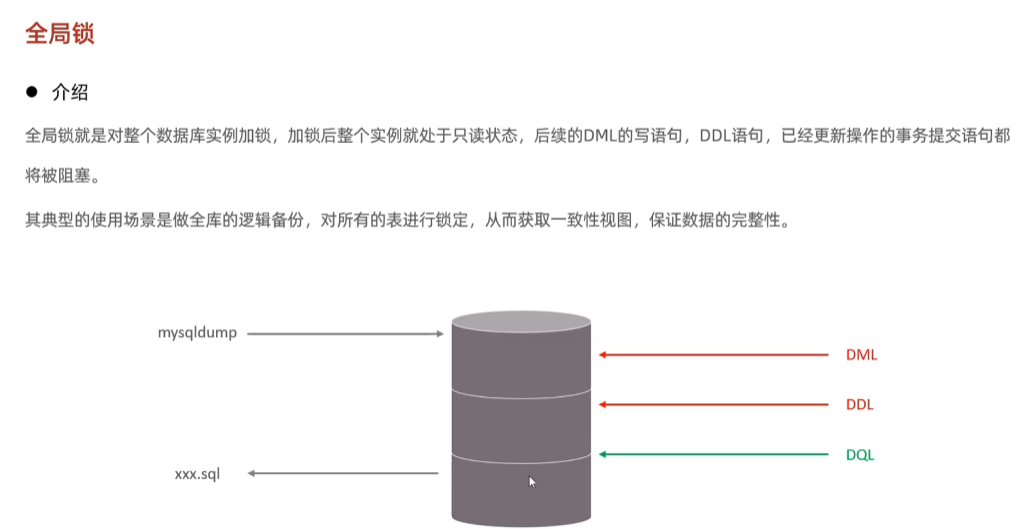 全局锁
● 介绍
全局锁就是对整个数据库实例加锁，加锁后整个实例就处于只读状态，后续的DML的写语句，DDL语句，已经更新操作的事务提交语句都
将被阻塞。
其典型的使用场景是做全库的逻辑备份，对所有的表进行锁定，从而获取一致性视图，保证数据的完整性。
mysqldump
DML
DDL
DQL
xxx.sql